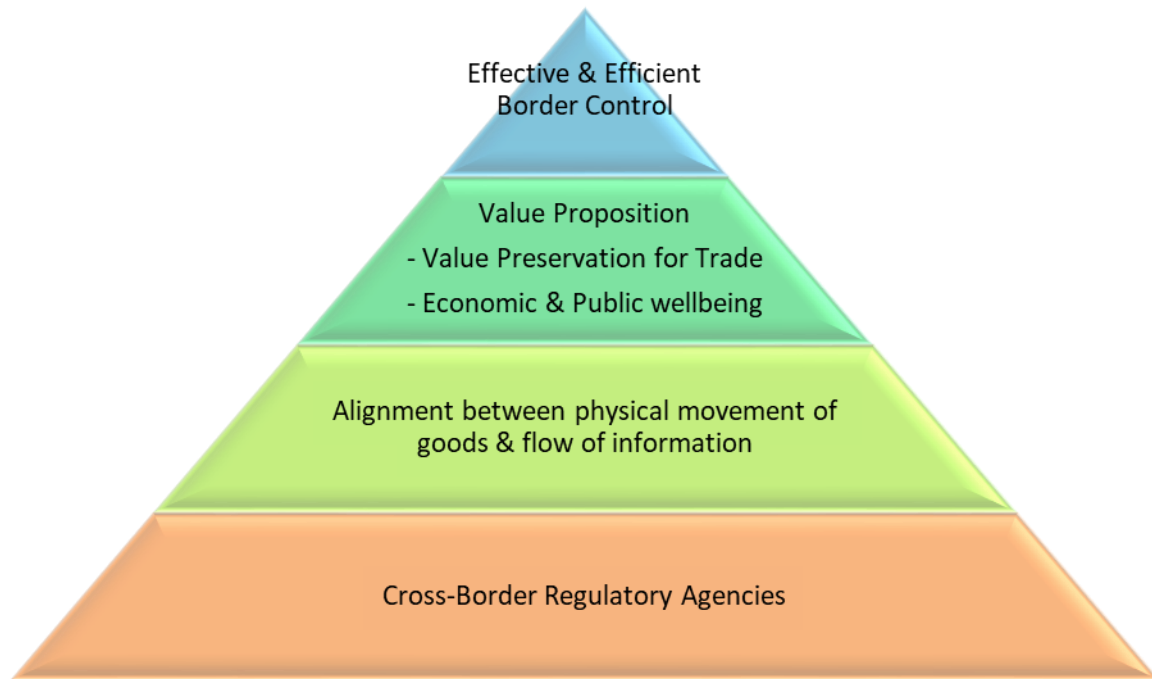 Effective & Efficient
Border Control
Value Proposition
- Value Preservation for Trade
- Economic & Public wellbeing
Alignment between physical movement of
goods & flow of information
Cross-Border Regulatory Agencies